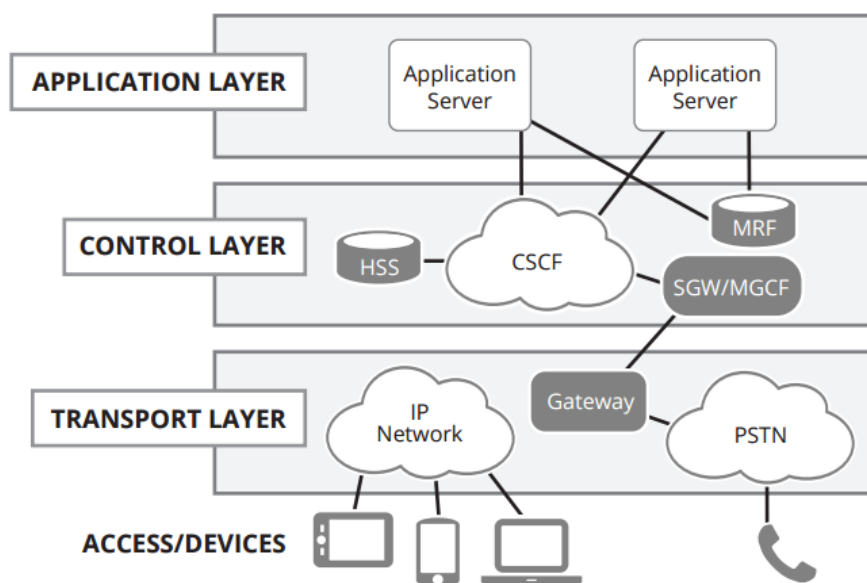 APPLICATION LAYER
Application
Server
Application
Server
CONTROL LAYER
HSS
CSCF
MRF
SGW/MGCF
TRANSPORT LAYER
IP
Network
Gateway
PSTN
ACCESS/DEVICES